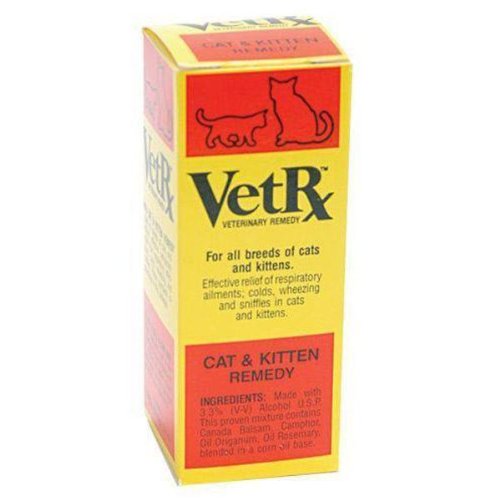 CAT & KITTEN
REMEDY
VetRx™
VETERINARY REMEDY
For all breeds of cats
and kittens.
Effective relief of respiratory
ailments; colds, wheezing
and sniffles in cats
and kittens.
CAT & KITTEN
REMEDY
INGREDIENTS: Made with
3.3% (V-V) Alcohol U.S.P.
This proven mixture contains
Canada Balsam, Camphor,
Oil Origanum, Oil Rosemary,
blended in a corn oil base.